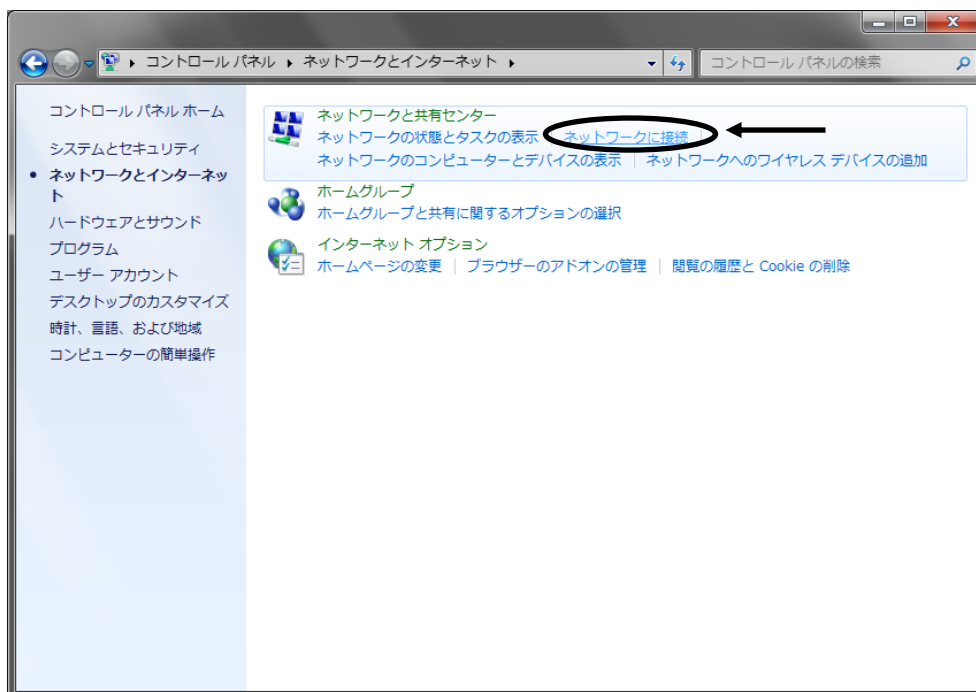 コントロール パネル ▸ ネットワークとインターネット ▸
コントロール パネルの検索
コントロール パネル ホーム
システムとセキュリティ
• ネットワークとインターネッ
ト
ハードウェアとサウンド
プログラム
ユーザー アカウント
デスクトップのカスタマイズ
時計、言語、および地域
コンピューターの簡単操作
ネットワークと共有センター
ネットワークの状態とタスクの表示 ネットワークに接続
ネットワークのコンピューターとデバイスの表示 | ネットワークへのワイヤレス デバイスの追加
ホームグループ
ホームグループと共有に関するオプションの選択
インターネット オプション
ホームページの変更 | ブラウザーのアドオンの管理 | 閲覧の履歴と Cookie の削除